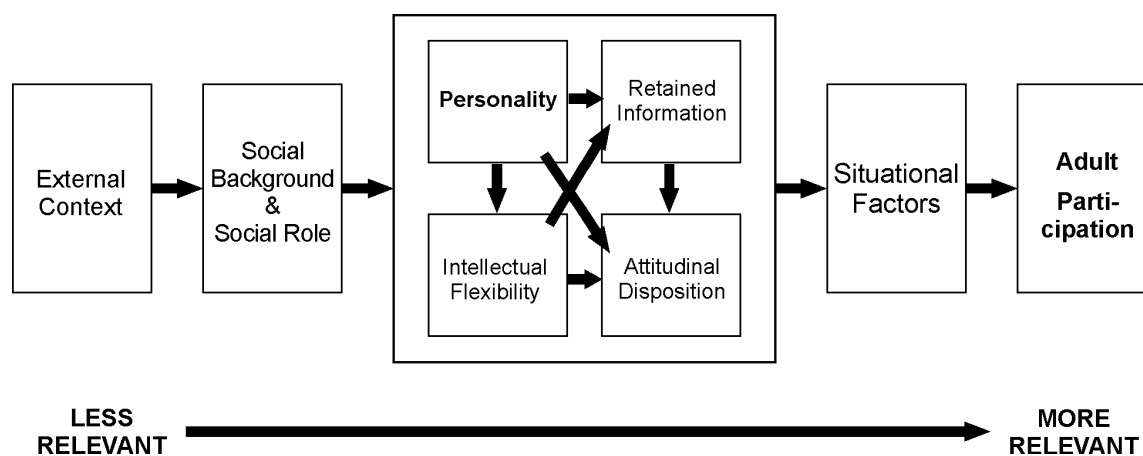 External
Context
Social
Background
&
Social Role
Personality
Retained
Information
Intellectual
Flexibility
Attitudinal
Disposition
Situational
Factors
Adult
Parti-
cipation
LESS
RELEVANT
MORE
RELEVANT